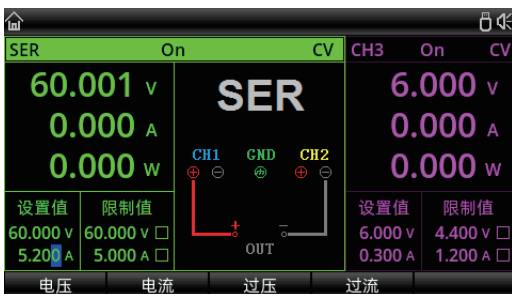 SER On CV CH3 On CV
60.001 V SER 6.000 V
0.000 A 0.000 A
CH1 GND CH2
0.000 W 0.000 W
设置值 限制值 设置值 限制值
60.000 V 60.000 V 6.000 V 4.400 V
OUT
5.200 A 5.000 A 0.300 A 1.200 A
电压 电流 过压 过流